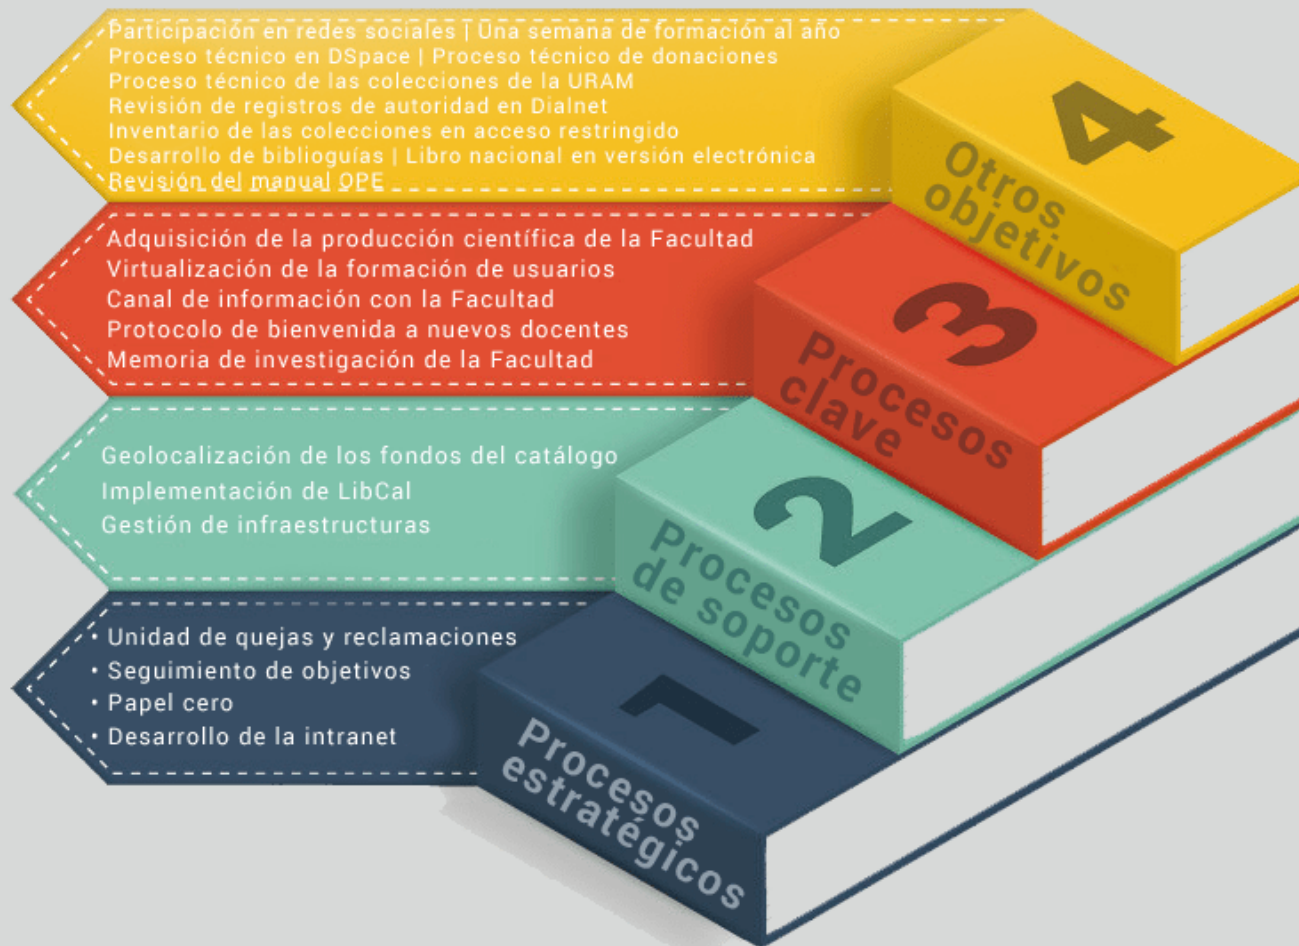 Participación en redes sociales | Una semana de formación al año
Proceso técnico en DSpace | Proceso técnico de donaciones
Proceso técnico de las colecciones de la URAM
Revisión de registros de autoridad en Dialnet
Inventario de las colecciones en acceso restringido
Desarrollo de biblioguías | Libro nacional en versión electrónica
Revisión del manual OPE
4
Otros
objetivos
Adquisición de la producción científica de la Facultad
Virtualización de la formación de usuarios
Canal de información con la Facultad
Protocolo de bienvenida a nuevos docentes
Memoria de investigación de la Facultad
3
Procesos
clave
Geolocalización de los fondos del catálogo
Implementación de LibCal
Gestión de infraestructuras
2
Procesos
de soporte
• Unidad de quejas y reclamaciones
• Seguimiento de objetivos
• Papel cero
• Desarrollo de la intranet
1
Procesos
estratégicos